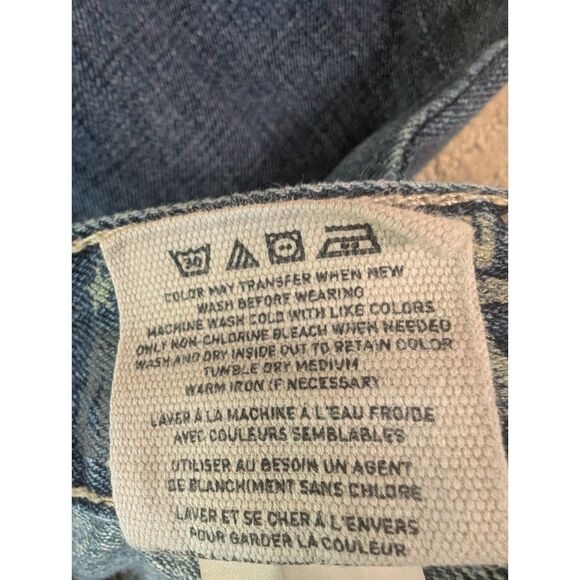 30
COLOR MAY TRANSFER WHEN NEW
WASH BEFORE WEARING
MACHINE WASH COLD WITH LIKE COLORS
ONLY NON-CHLORINE BLEACH WHEN NEEDED
WASH AND DRY INSIDE OUT TO RETAIN COLOR
TUMBLE DRY MEDIUM
WARM IRON IF NECESSARY
LAVER À LA MACHINE À L'EAU FROIDE
AVEC COULEURS SEMBLABLES
UTILISER AU BESOIN UN AGENT
DE BLANCHIMENT SANS CHLORE
LAVER ET SE CHER À L'ENVERS
POUR GARDER LA COULEUR